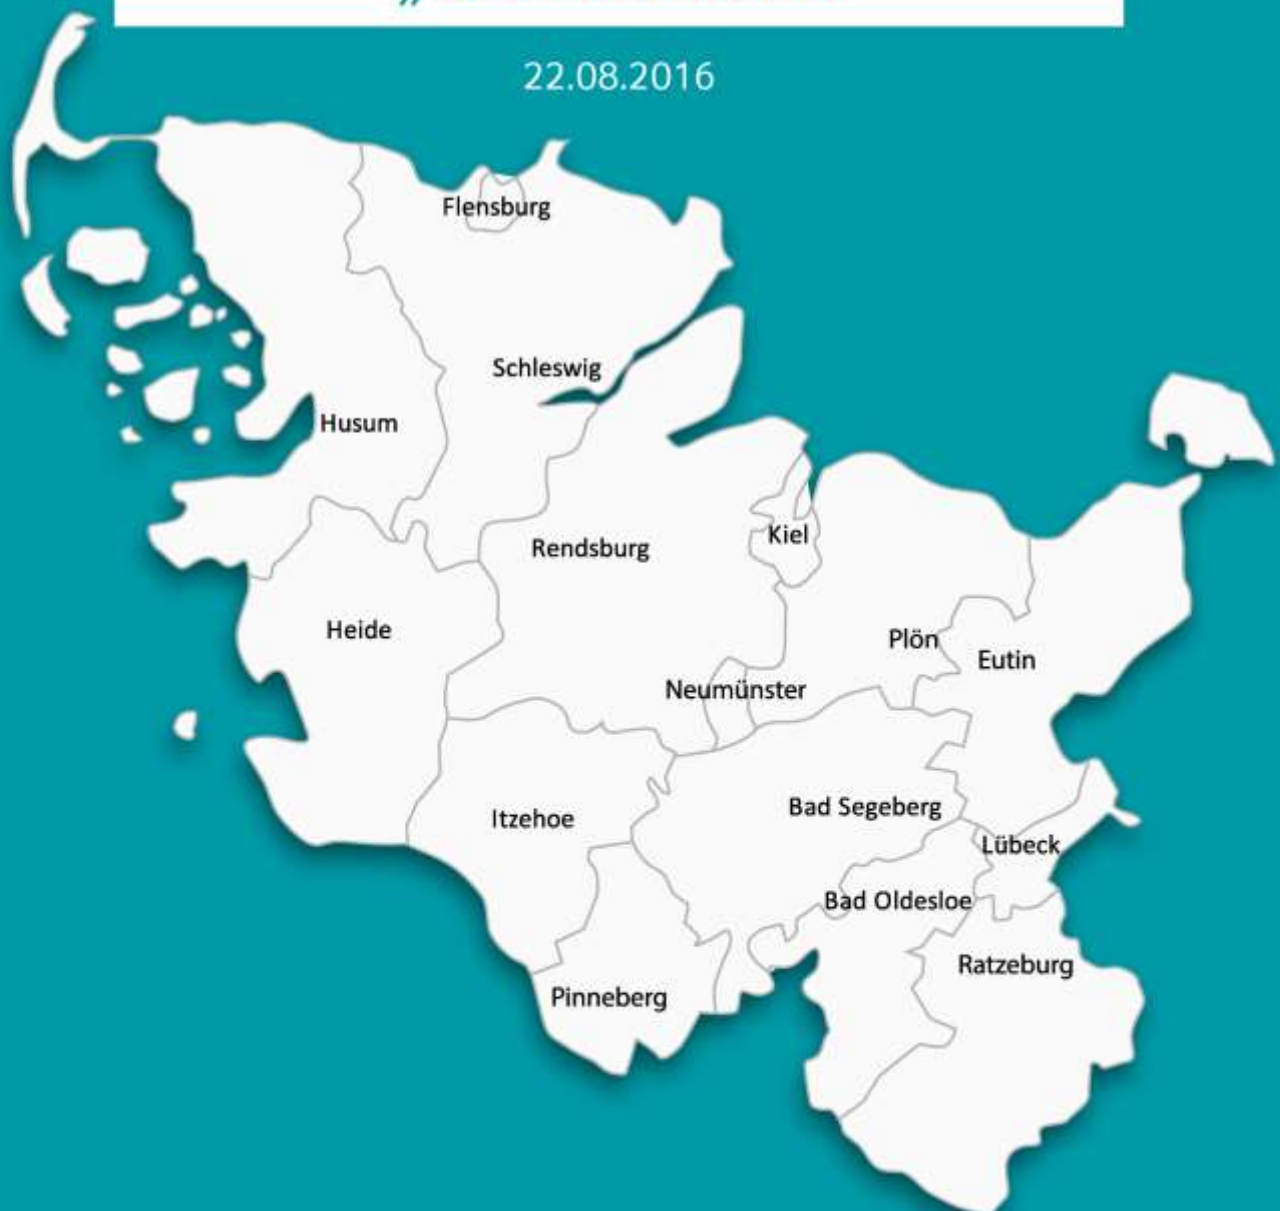 22.08.2016
Flensburg
Schleswig
Husum
Kiel
Rendsburg
Heide
Plön
Eutin
Neumünster
Bad Segeberg
Itzehoe
Lübeck
Bad Oldesloe
Ratzeburg
Pinneberg